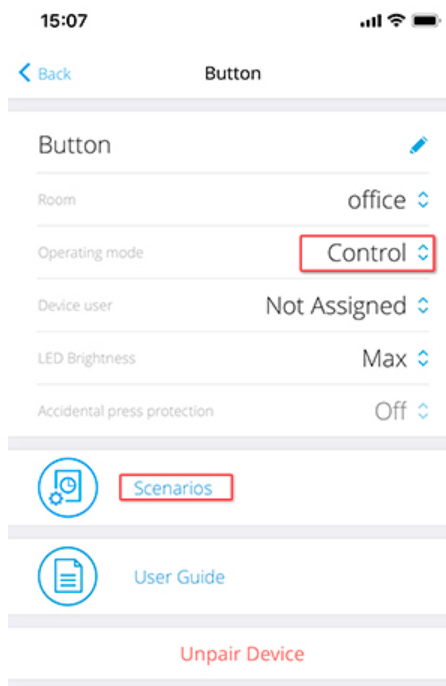 15:07
Back Button
Button
Room office
Operating mode Control
Device user Not Assigned
LED Brightness Max
Accidental press protection Off
Scenarios
User Guide
Unpair Device